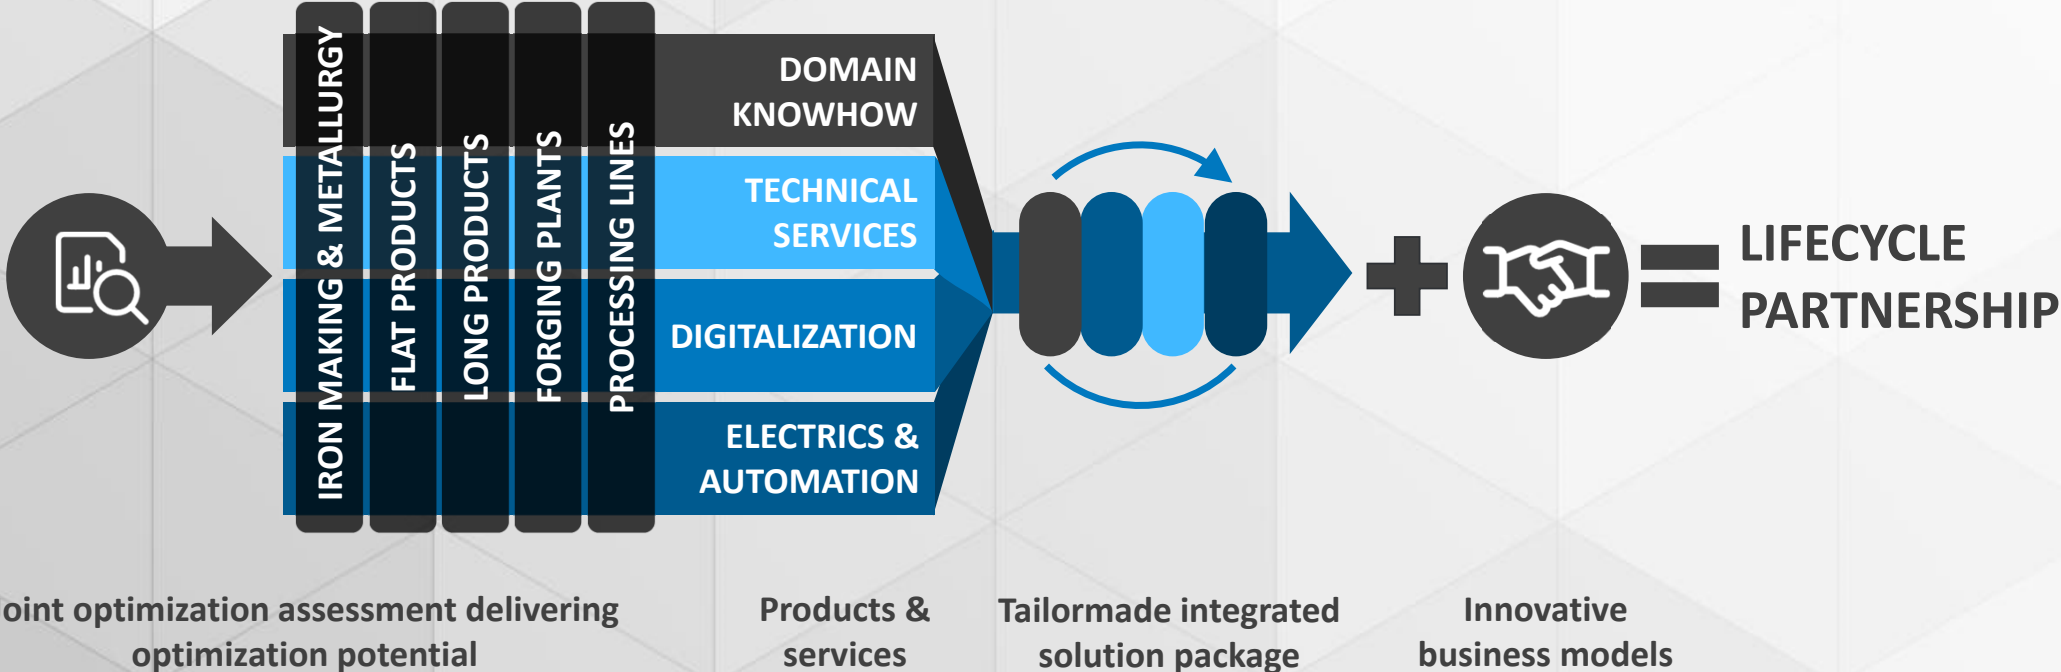 IRON MAKING & METALLURGY
FLAT PRODUCTS
LONG PRODUCTS
FORGING PLANTS
PROCESSING LINES
DOMAIN
KNOWHOW
TECHNICAL
SERVICES
DIGITALIZATION
ELECTRICS &
AUTOMATION
LIFECYCLE
PARTNERSHIP
oint optimization assessment delivering
optimization potential
Products &
services
Tailormade integrated
solution package
Innovative
business models